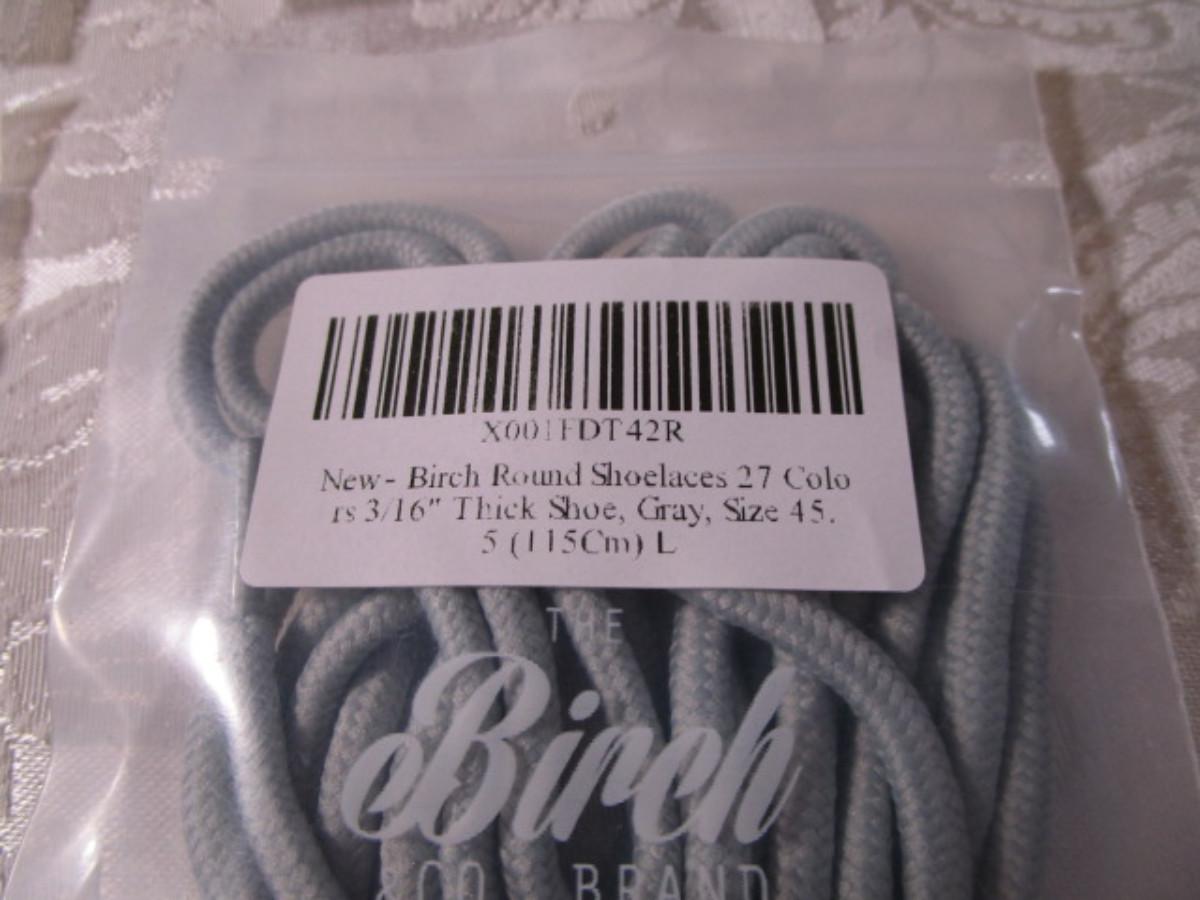 X001FDT42R
New- Birch Round Shoelaces 27 Colo
rs 3/16" Thick Shoe, Gray, Size 45.
5 (115Cm) L
THE
Birch
&CO. BRAND